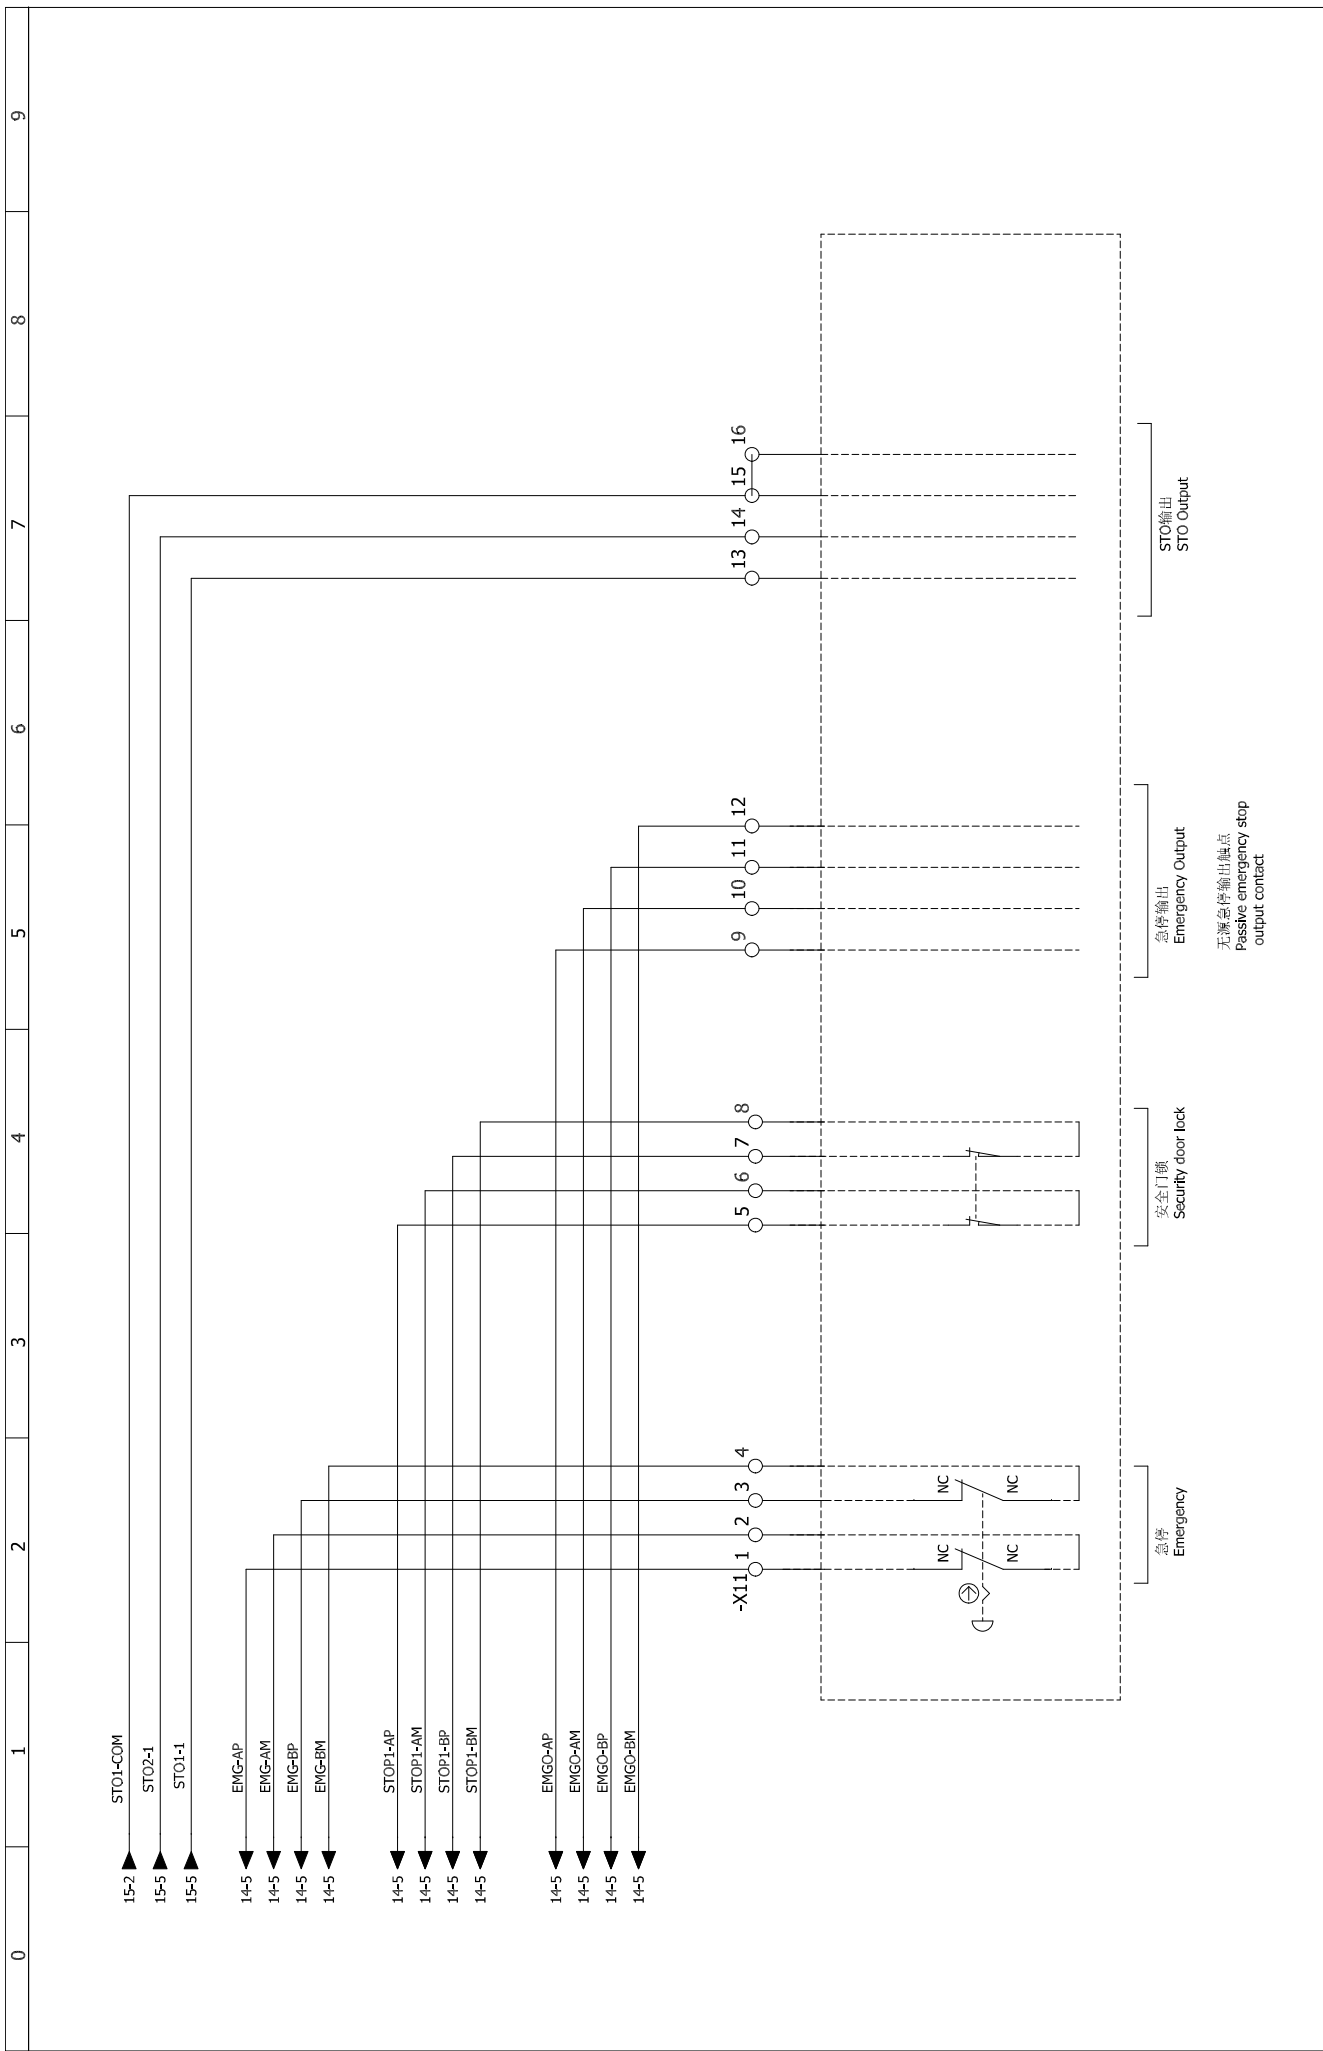 0 1 2 3 4 5 6 7 8 9
15-2 STO1-COM
15-5 STO2-1
15-5 STO1-1
14-5 EMG-AP
14-5 EMG-AM
14-5 EMG-BP
14-5 EMG-BM
14-5 STOP1-AP
14-5 STOP1-AM
14-5 STOP1-BP
14-5 STOP1-BM
14-5 EMGO-AP
14-5 EMGO-AM
14-5 EMGO-BP
14-5 EMGO-BM
-X11 1 2 3 4 5 6 7 8 9 10 11 12 13 14 15 16
NC NC
NC NC
急停
Emergency
安全门锁
Security door lock
急停输出
Emergency Output
无源急停输出触点
Passive emergency stop
output contact
STO输出
STO Output